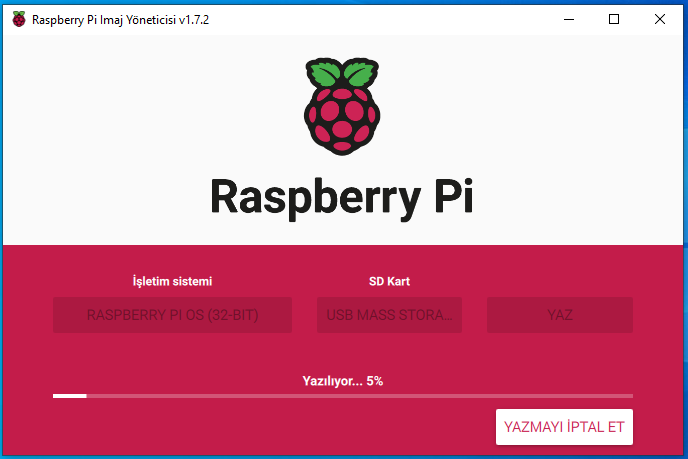 Raspberry Pi Imaj Yöneticisi v1.7.2
Raspberry Pi
İşletim sistemi
SD Kart
RASPBERRY PI OS (32-BIT)
USB MASS STORA...
YAZ
Yazılıyor... 5%
YAZMAYI İPTAL ET